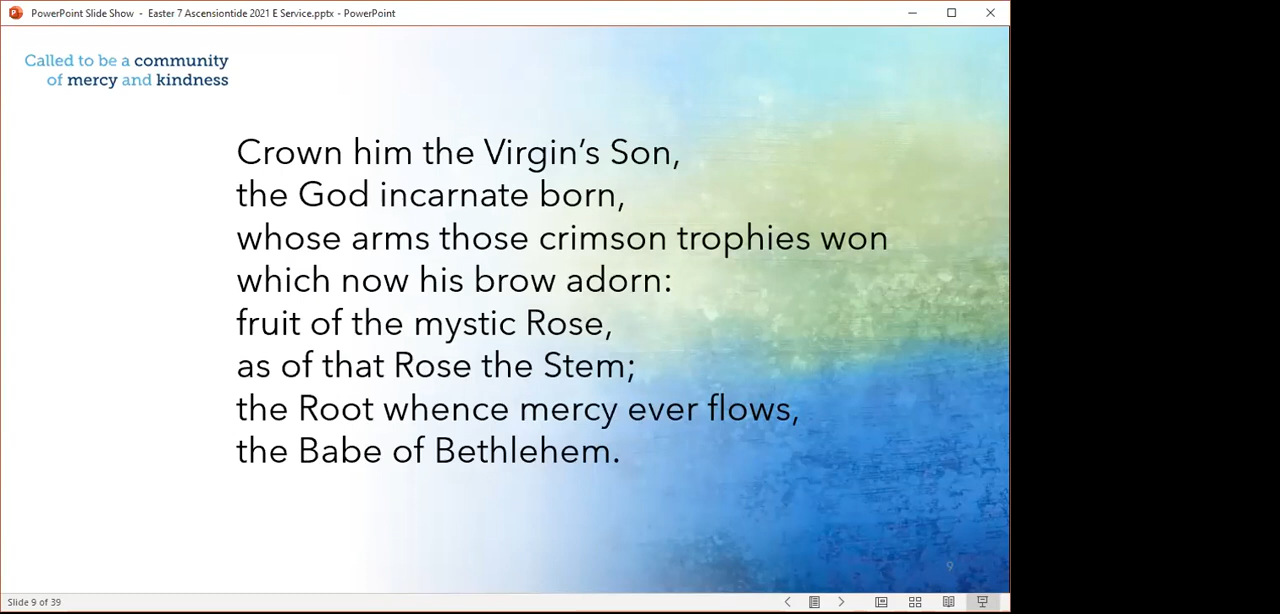 PowerPoint Slide Show - Easter 7 Ascensiontide 2021 E Service.pptx - PowerPoint
Called to be a community
of mercy and kindness
Crown him the Virgin’s Son,
the God incarnate born,
whose arms those crimson trophies won
which now his brow adorn:
fruit of the mystic Rose,
as of that Rose the Stem;
the Root whence mercy ever flows,
the Babe of Bethlehem.
9
Slide 9 of 39